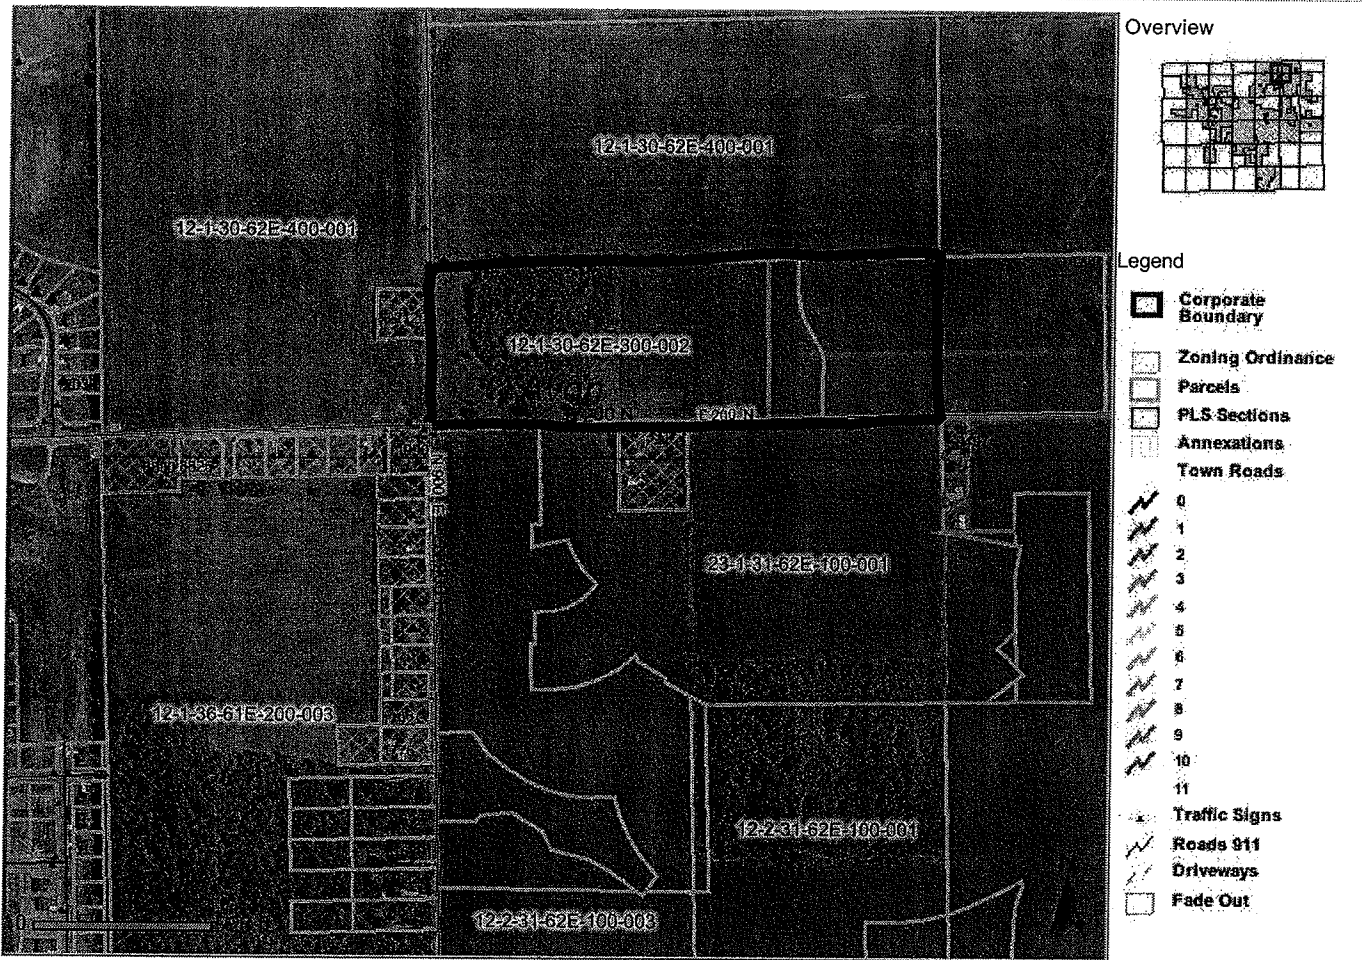 Overview
12-1-30-62E-400-001
12-1-30-62E-400-001
12-1-30-62E-300-002
E 200 N
23-1-31-62E-100-001
12-1-36-61E-200-003
12-2-31-62E-100-001
12-2-31-62E-100-003
0
Legend
Corporate
Boundary
Zoning Ordinance
Parcels
PLS Sections
Annexations
Town Roads
0
1
2
3
4
5
6
7
8
9
10
11
Traffic Signs
Roads 911
Driveways
Fade Out